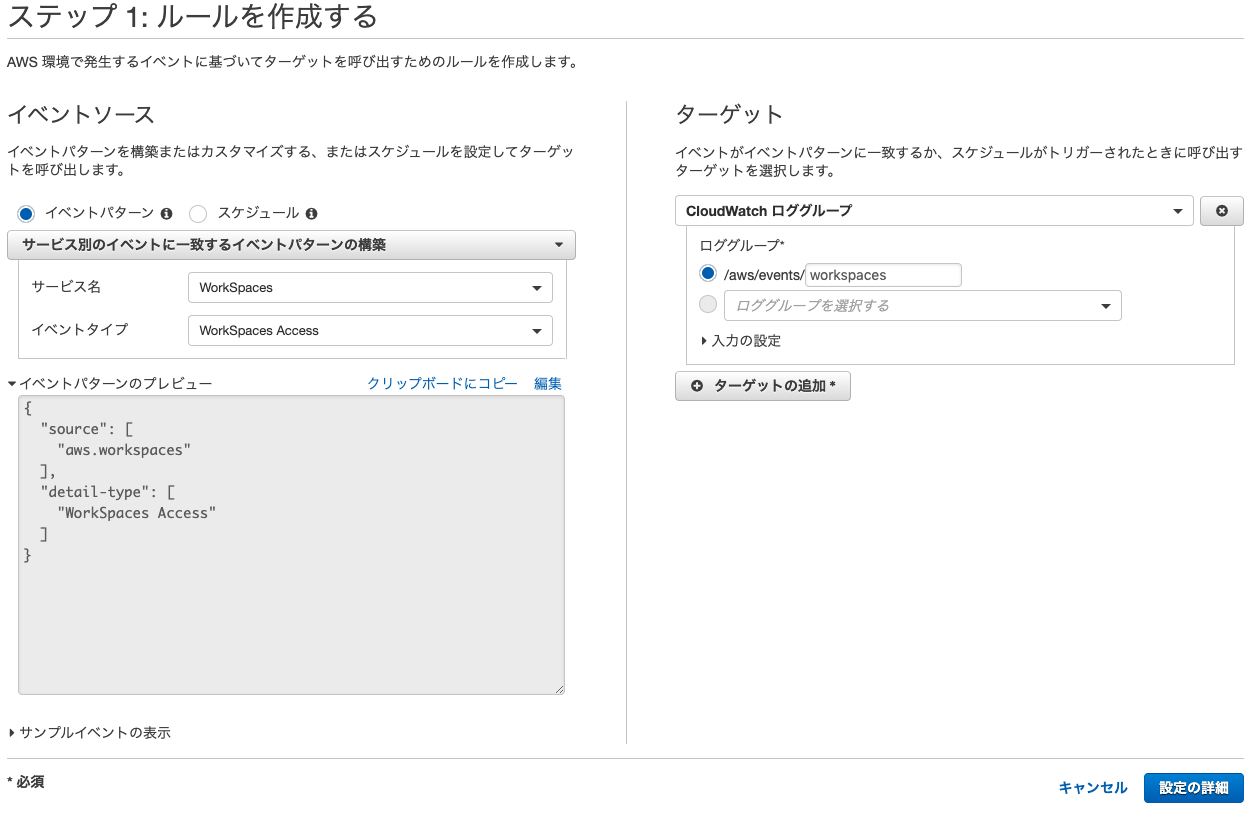 ステップ 1: ルールを作成する
AWS 環境で発生するイベントに基づいてターゲットを呼び出すためのルールを作成します。
イベントソース
イベントパターンを構築またはカスタマイズする、またはスケジュールを設定してターゲッ
トを呼び出します。
イベントパターン スケジュール
サービス別のイベントに一致するイベントパターンの構築
サービス名 WorkSpaces
イベントタイプ WorkSpaces Access
イベントパターンのプレビュー クリップボードにコピー 編集
{
  "source": [
    "aws.workspaces"
  ],
  "detail-type": [
    "WorkSpaces Access"
  ]
}
サンプルイベントの表示
ターゲット
イベントがイベントパターンに一致するか、スケジュールがトリガーされたときに呼び出す
ターゲットを選択します。
CloudWatch ロググループ
ロググループ*
/aws/events/ workspaces
ロググループを選択する
入力の設定
ターゲットの追加 *
* 必須
キャンセル 設定の詳細